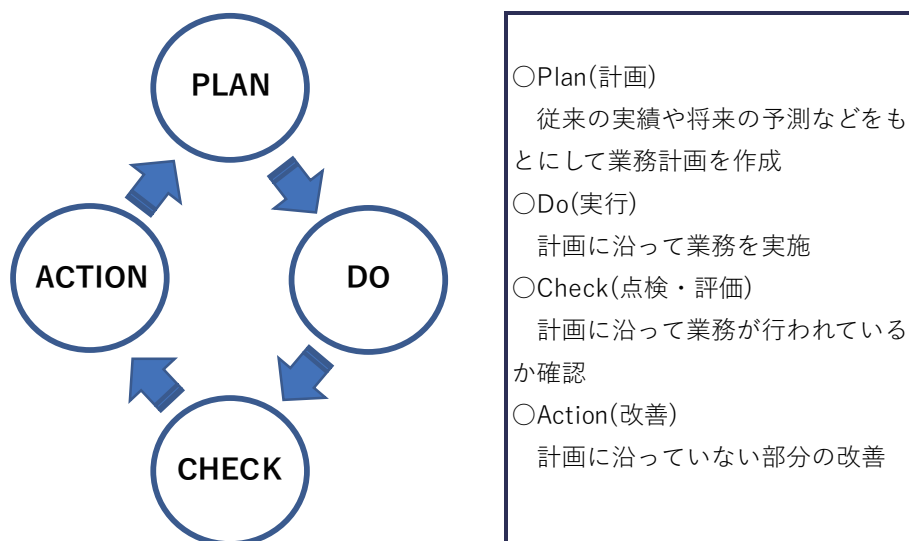 PLAN
ACTION
DO
CHECK
○Plan(計画)
　従来の実績や将来の予測などをも
とにして業務計画を作成
○Do(実行)
　計画に沿って業務を実施
○Check(点検・評価)
　計画に沿って業務が行われている
か確認
○Action(改善)
　計画に沿っていない部分の改善